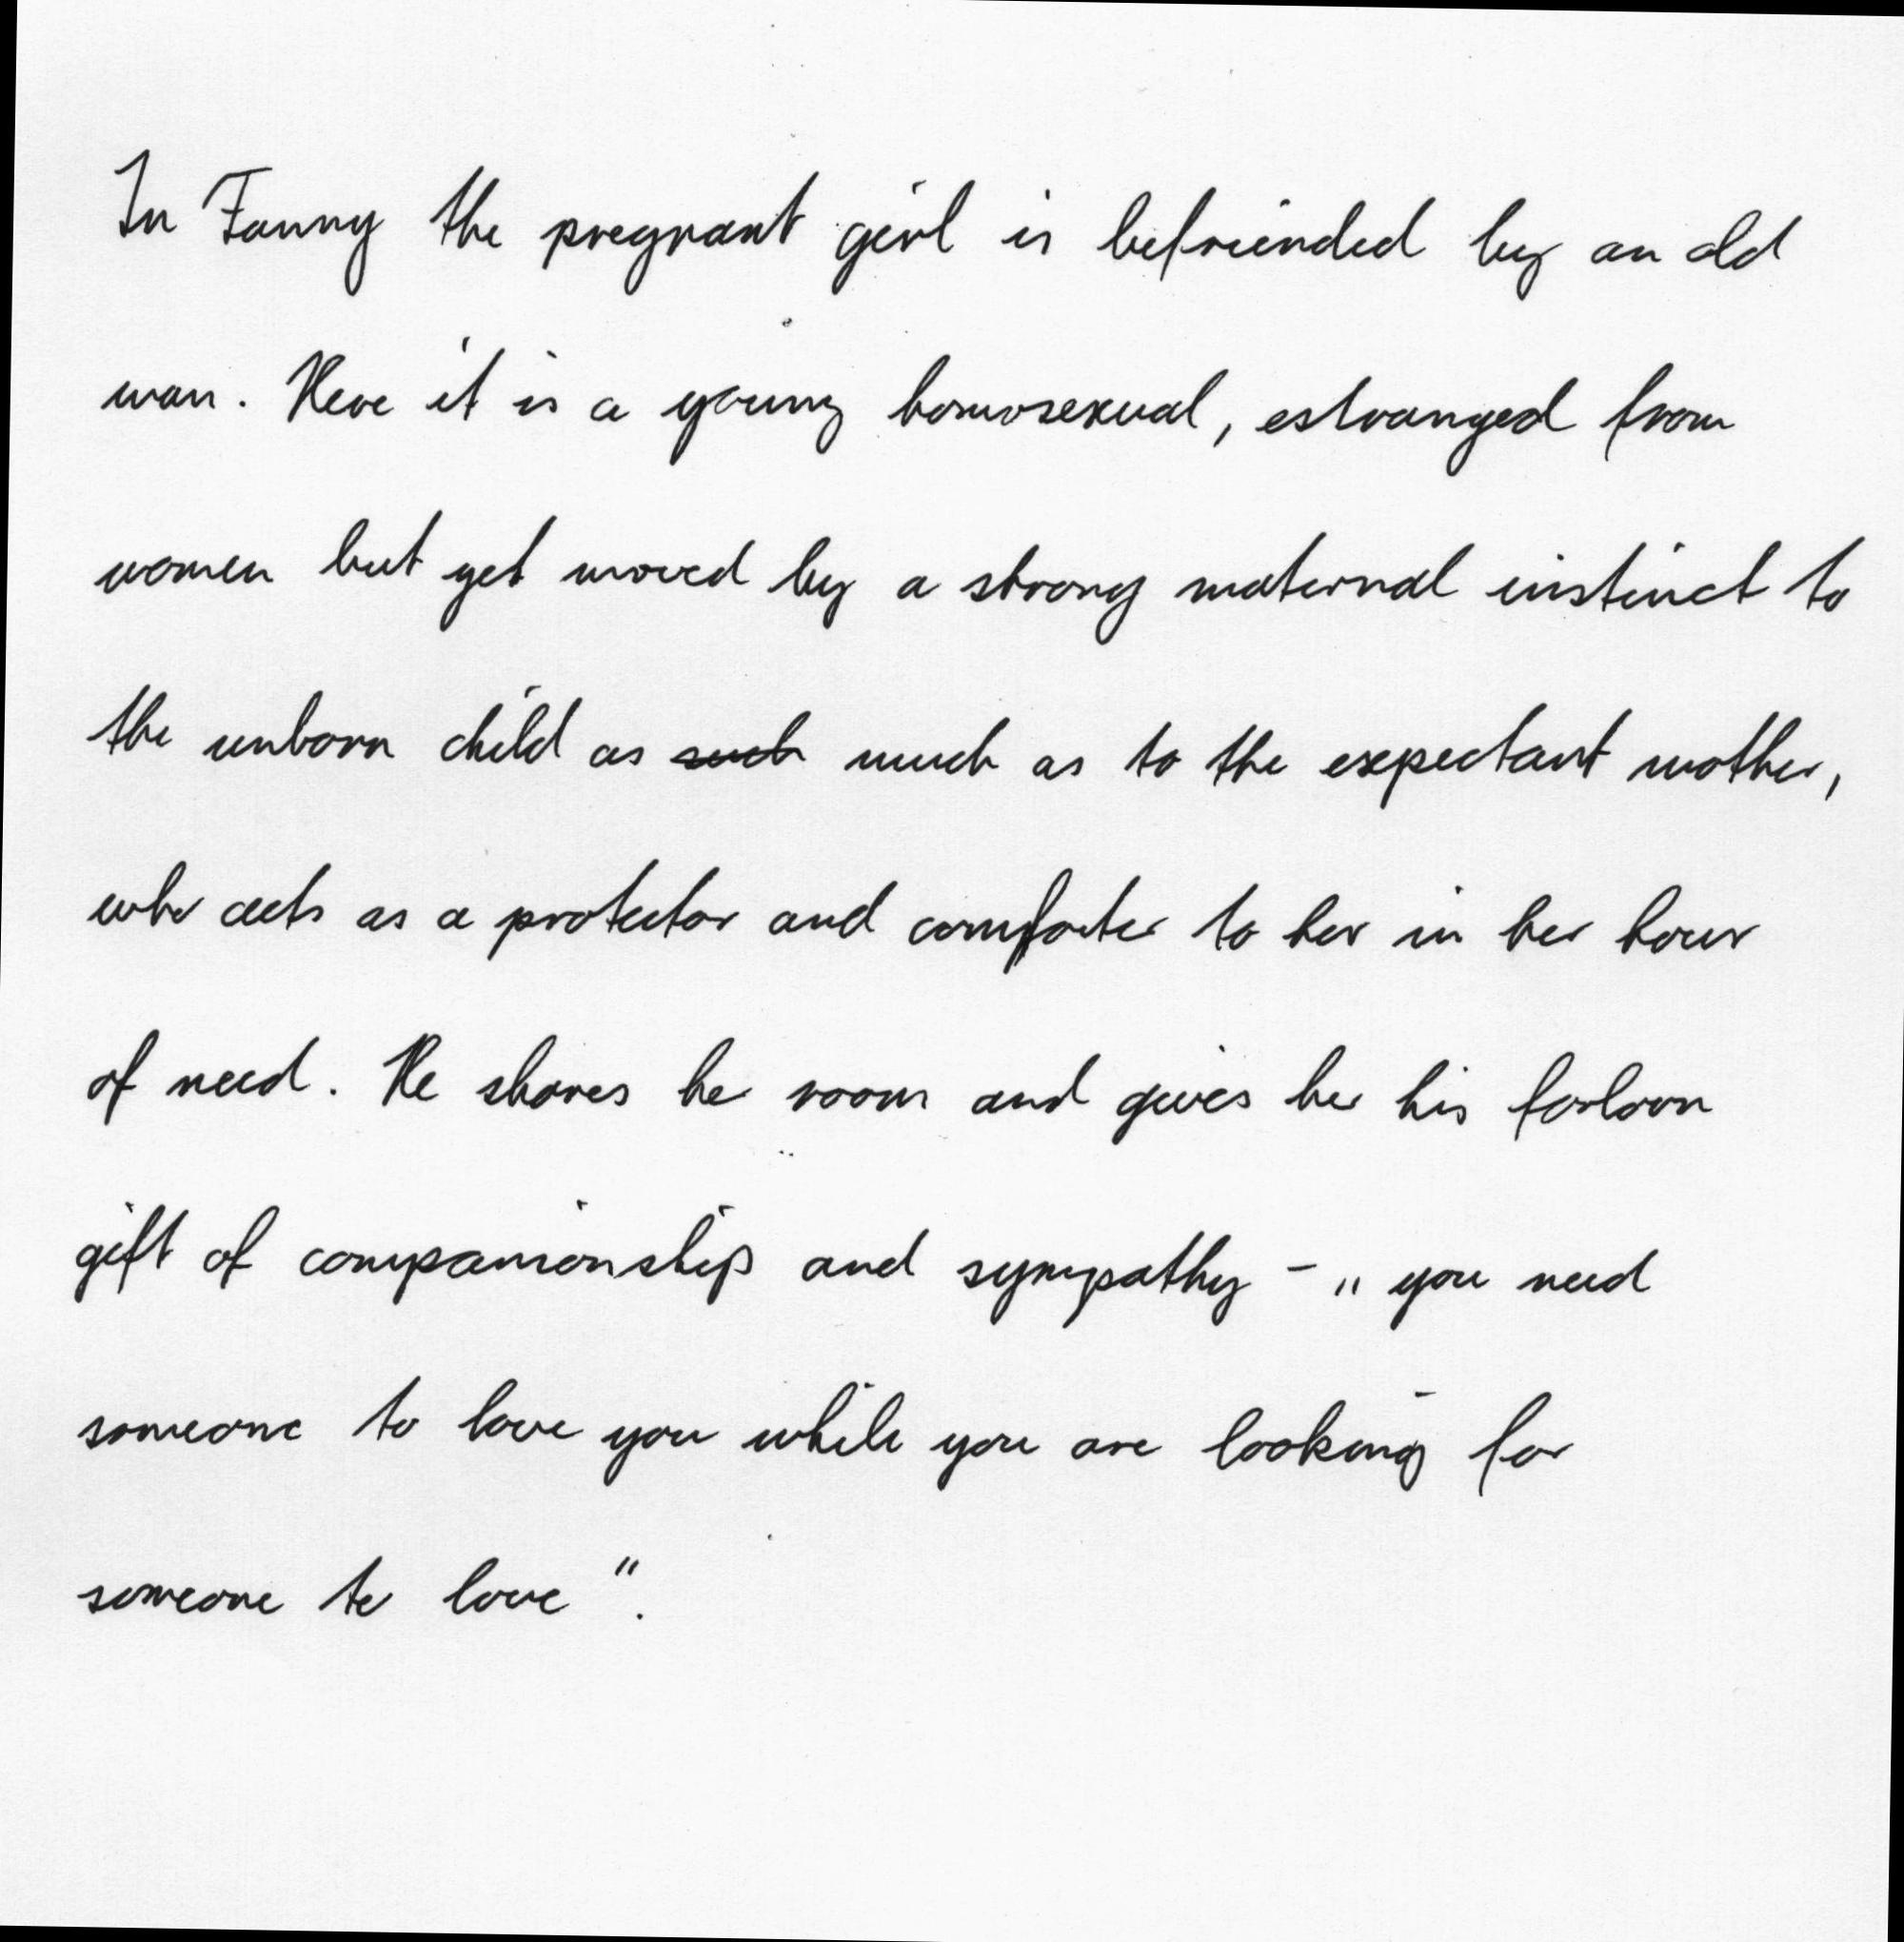 In Fanny the pregnant girl is befriended by an old
man. Here it is a young homosexual, estranged from
women but yet moved by a strong maternal instinct to
the unborn child as such much as to the expectant mother,
who acts as a protector and comforter to her in her hour
of need. He shares he room and gives her his forlorn
gift of companionship and sympathy - „you need
someone to love you while you are looking for
someone to love".